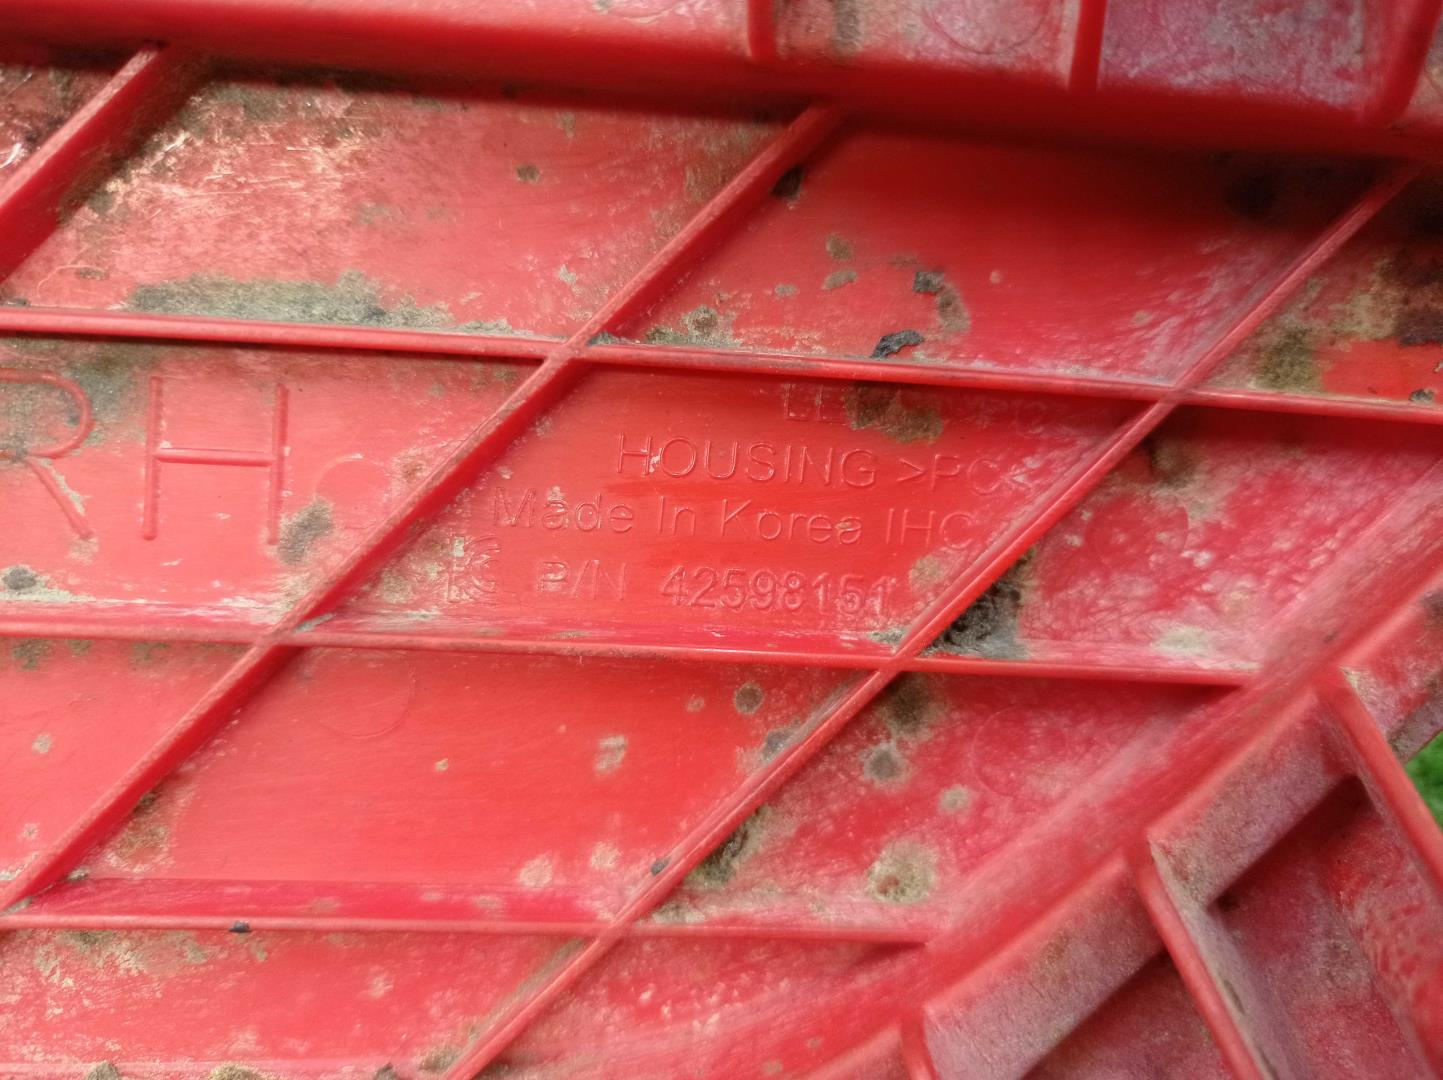 RH
HOUSING >PC<
Made In Korea IHC
P/N 42598151